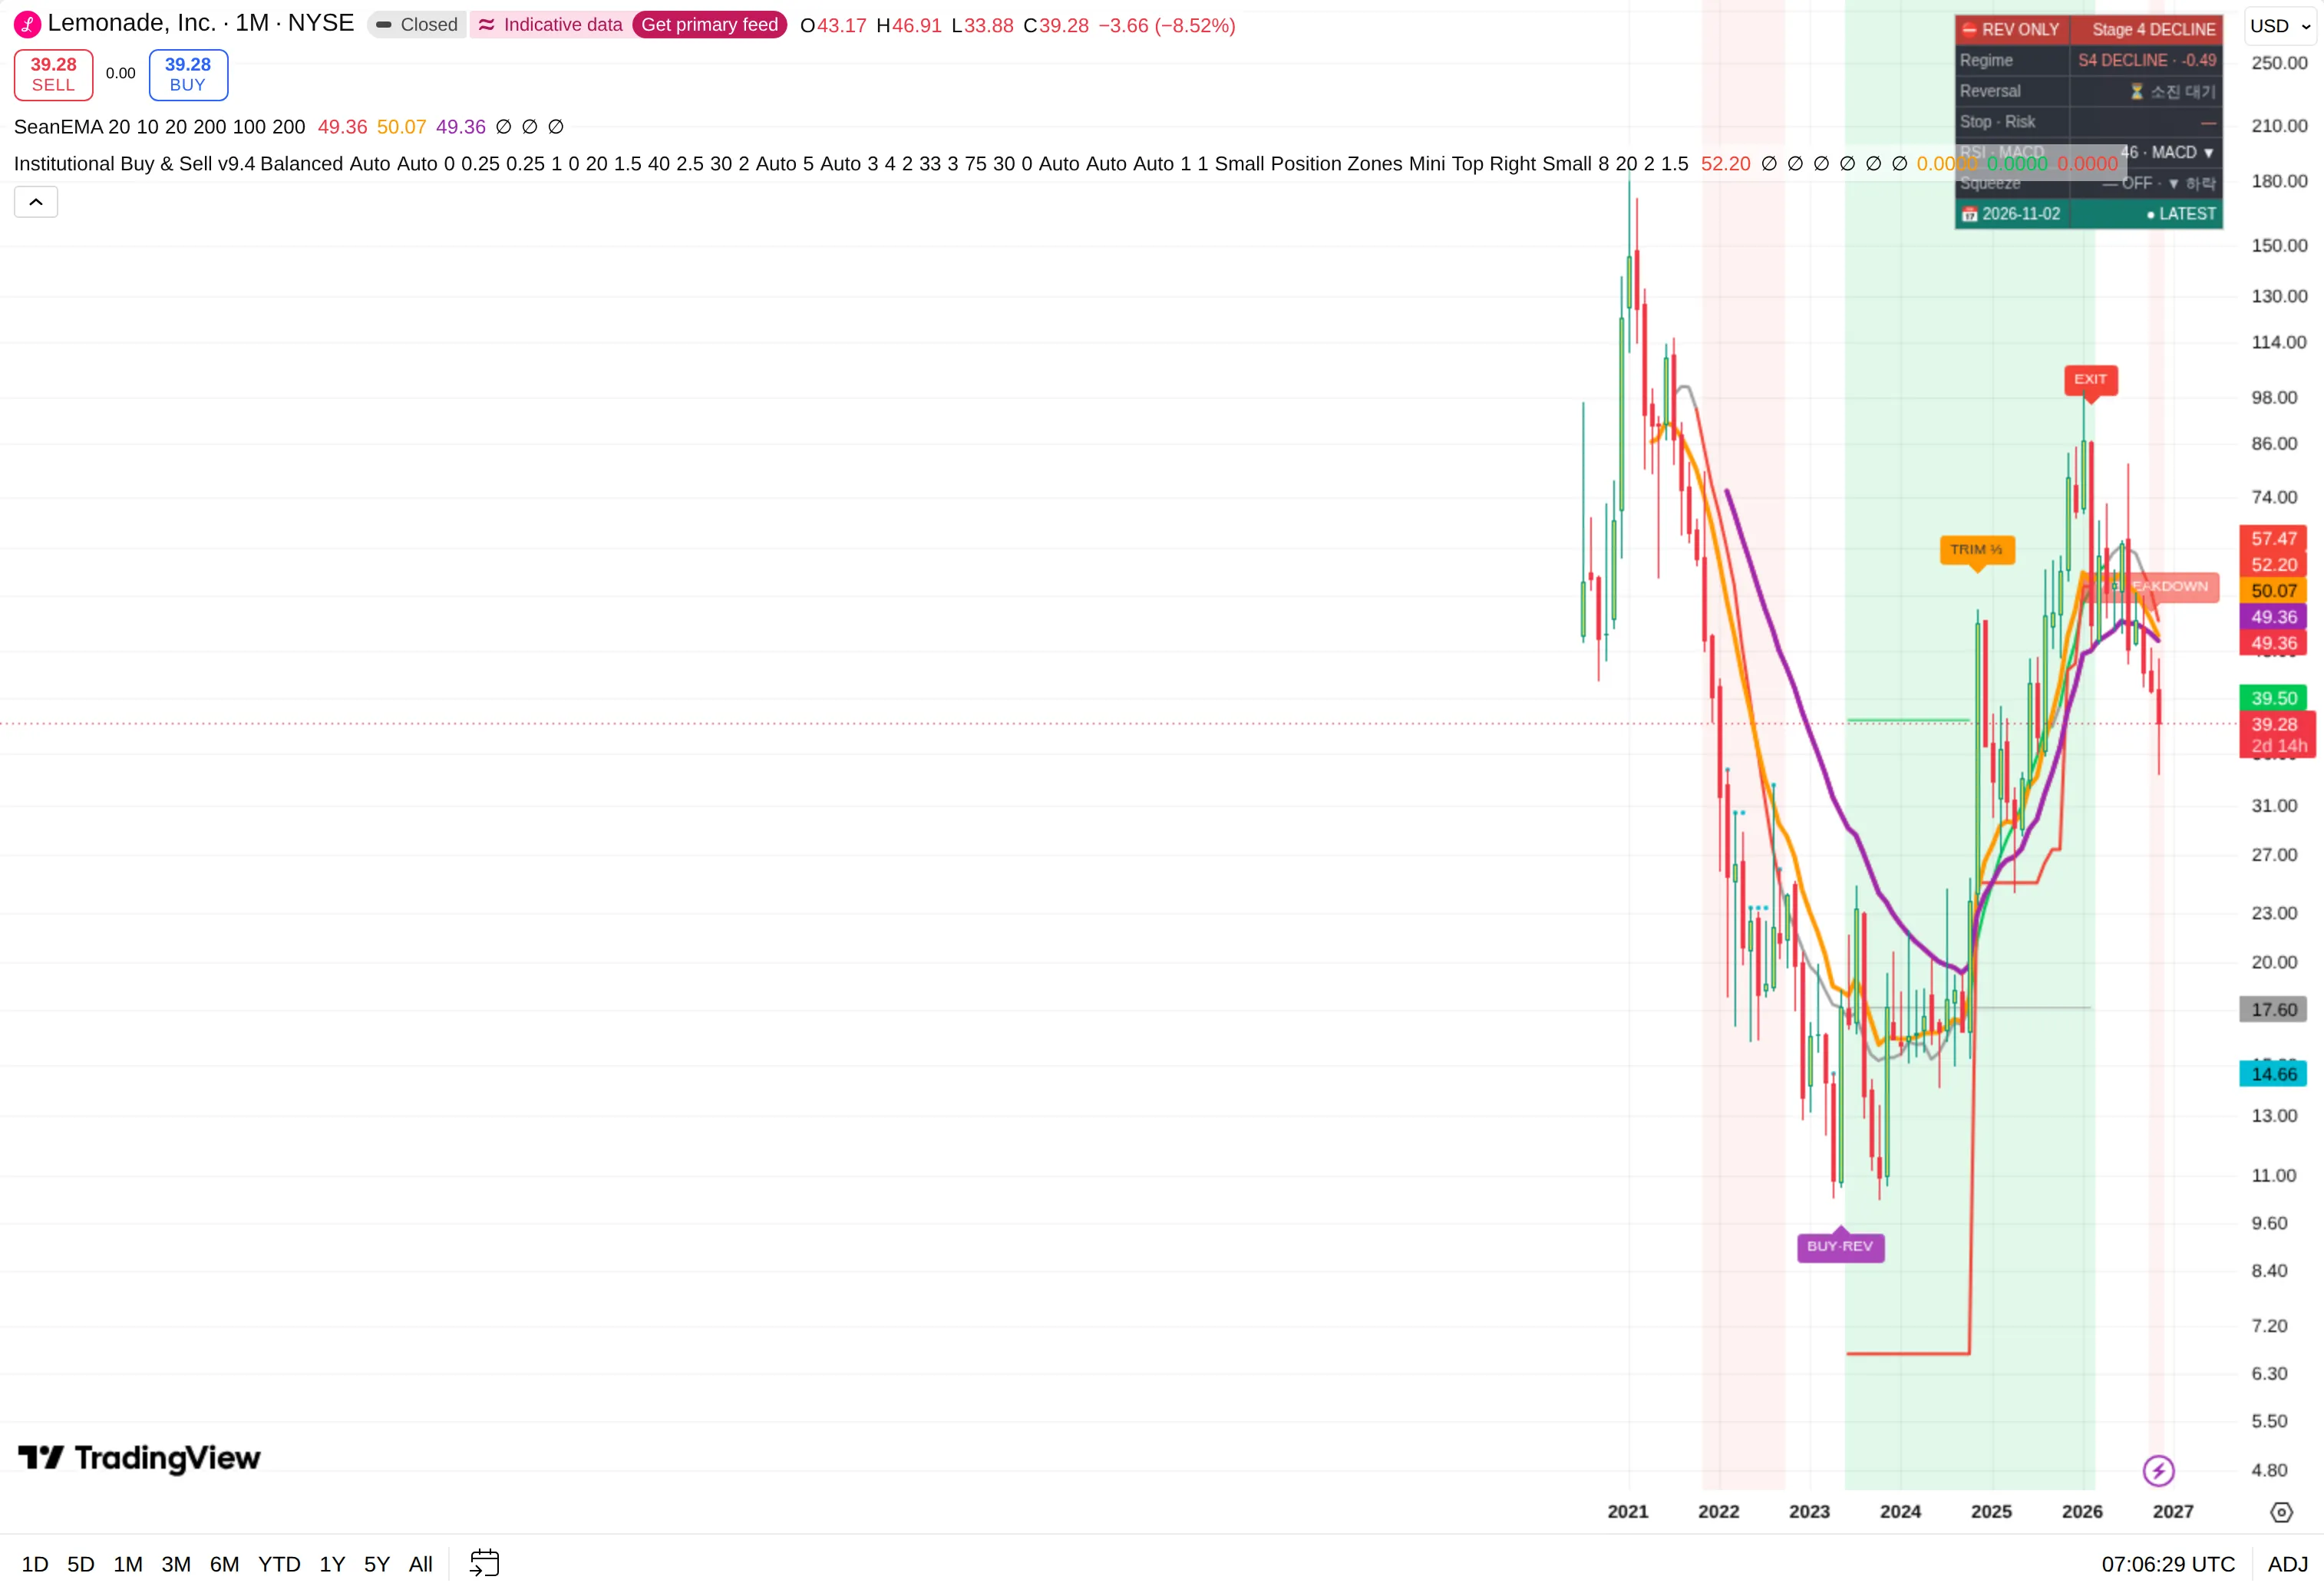 Lemonade, Inc. · 1M · NYSE Closed Indicative data Get primary feed O43.17 H46.91 L33.88 C39.28 −3.66 (−8.52%)
39.28 SELL 0.00 39.28 BUY
SeanEMA 20 10 20 200 100 200 49.36 50.07 49.36 ∅ ∅ ∅
Institutional Buy & Sell v9.4 Balanced Auto Auto 0 0.25 0.25 1 0 20 1.5 40 2.5 30 2 Auto 5 Auto 3 4 2 33 3 75 30 0 Auto Auto Auto 1 1 Small Position Zones Mini Top Right Small 8 20 2 1.5 52.20 ∅ ∅ ∅ ∅ ∅ ∅ 0.0000 0.0000 0.0000
REV ONLY Stage 4 DECLINE
Regime S4 DECLINE · -0.49
Reversal ⏳ 소진 대기
Stop · Risk —
RSI · MACD 46 · MACD ▼
Squeeze — OFF · ▼ 하락
2026-11-02 ● LATEST
USD
250.00
210.00
180.00
150.00
130.00
114.00
98.00
86.00
74.00
57.47
52.20
50.07
49.36
49.36
39.50
39.28
2d 14h
31.00
27.00
23.00
20.00
17.60
14.66
13.00
11.00
9.60
8.40
7.20
6.30
5.50
4.80
EXIT
TRIM ⅓
EAKDOWN
BUY-REV
TradingView
2021 2022 2023 2024 2025 2026 2027
1D 5D 1M 3M 6M YTD 1Y 5Y All
07:06:29 UTC ADJ